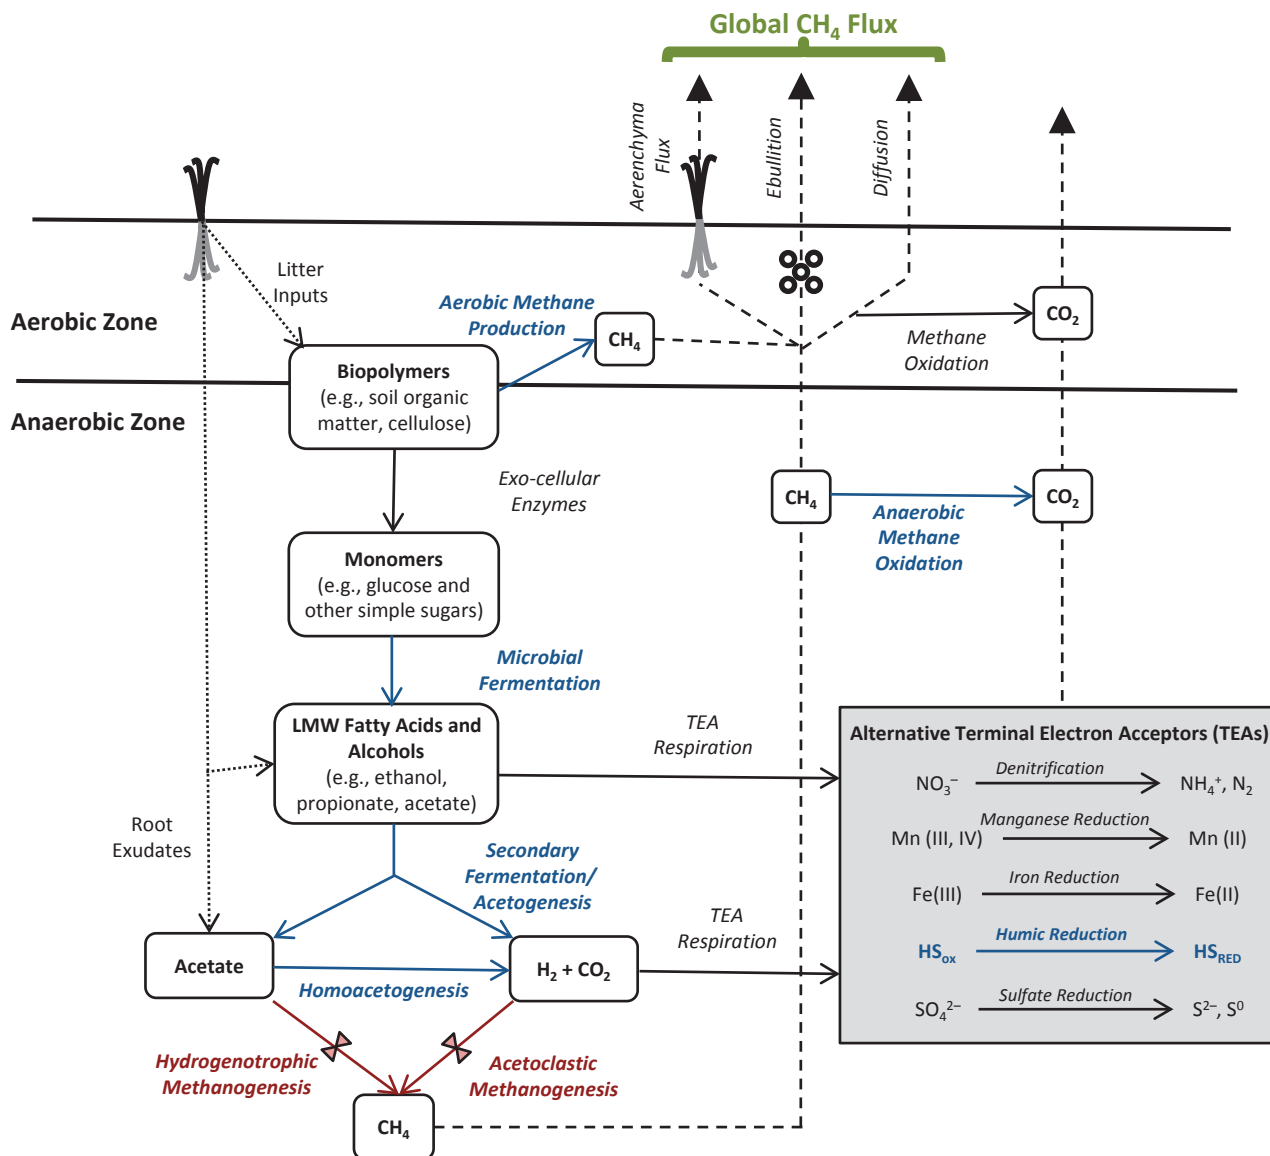 Global CH₄ Flux
Aerenchyma
Flux
Ebullition
Diffusion
Litter
Inputs
Aerobic Zone
Aerobic Methane
Production
CH₄
CO₂
Methane
Oxidation
Biopolymers
(e.g., soil organic
matter, cellulose)
Anaerobic Zone
Exo-cellular
Enzymes
CH₄
CO₂
Anaerobic
Methane
Oxidation
Monomers
(e.g., glucose and
other simple sugars)
Microbial
Fermentation
LMW Fatty Acids and
Alcohols
(e.g., ethanol,
propionate, acetate)
TEA
Respiration
Root
Exudates
Secondary
Fermentation/
Acetogenesis
TEA
Respiration
Acetate
H₂ + CO₂
Homoacetogenesis
Hydrogenotrophic
Methanogenesis
Acetoclastic
Methanogenesis
CH₄
Alternative Terminal Electron Acceptors (TEAs)
NO₃⁻ Denitrification NH₄⁺, N₂
Mn (III, IV) Manganese Reduction Mn (II)
Fe(III) Iron Reduction Fe(II)
HSₒₓ Humic Reduction HS_RED
SO₄²⁻ Sulfate Reduction S²⁻, S⁰